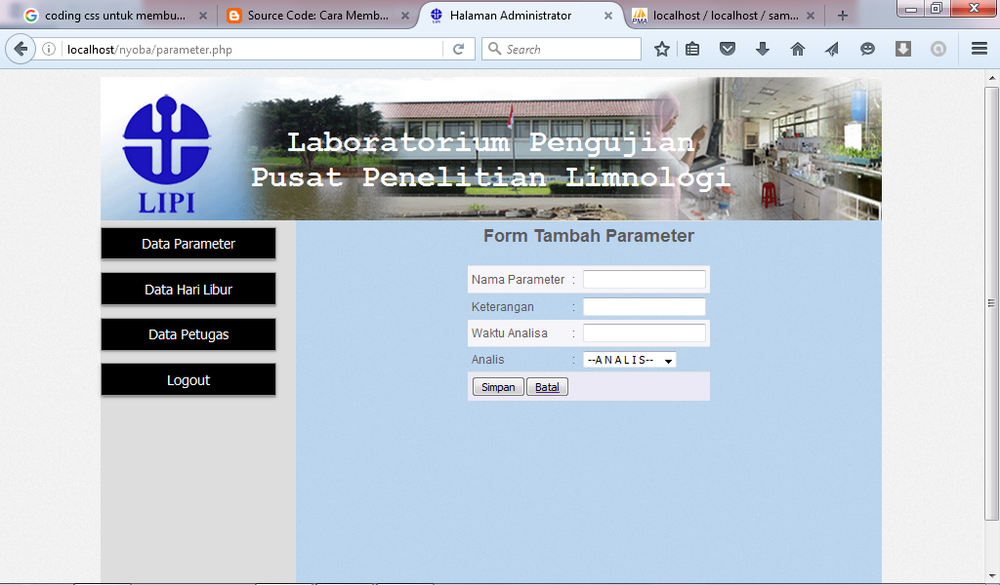 coding css untuk membu...
Source Code: Cara Memb...
Halaman Administrator
localhost / localhost / sam...
localhost/nyoba/parameter.php
Search
Laboratorium Pengujian
Pusat Penelitian Limnologi
LIPI
Data Parameter
Data Hari Libur
Data Petugas
Logout
Form Tambah Parameter
Nama Parameter :
Keterangan :
Waktu Analisa :
Analis : --A N A L I S--
Simpan Batal